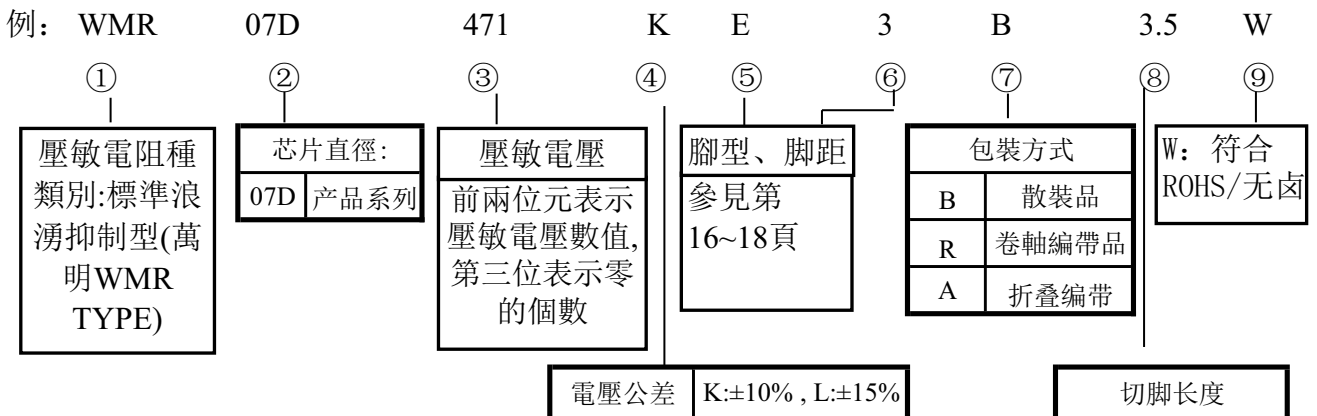 例： WMR 07D 471 K E 3 B 3.5 W
① ② ③ ④ ⑤ ⑥ ⑦ ⑧ ⑨
壓敏電阻種
類別:標準浪
湧抑制型(萬
明WMR
TYPE)
芯片直徑:
07D 产品系列
壓敏電壓
前兩位元表示
壓敏電壓數值,
第三位表示零
的個數
腳型、脚距
參見第
16~18頁
包裝方式
B 散裝品
R 卷軸編帶品
A 折叠编带
W: 符合
ROHS/无卤
電壓公差 K:±10% , L:±15%
切脚长度